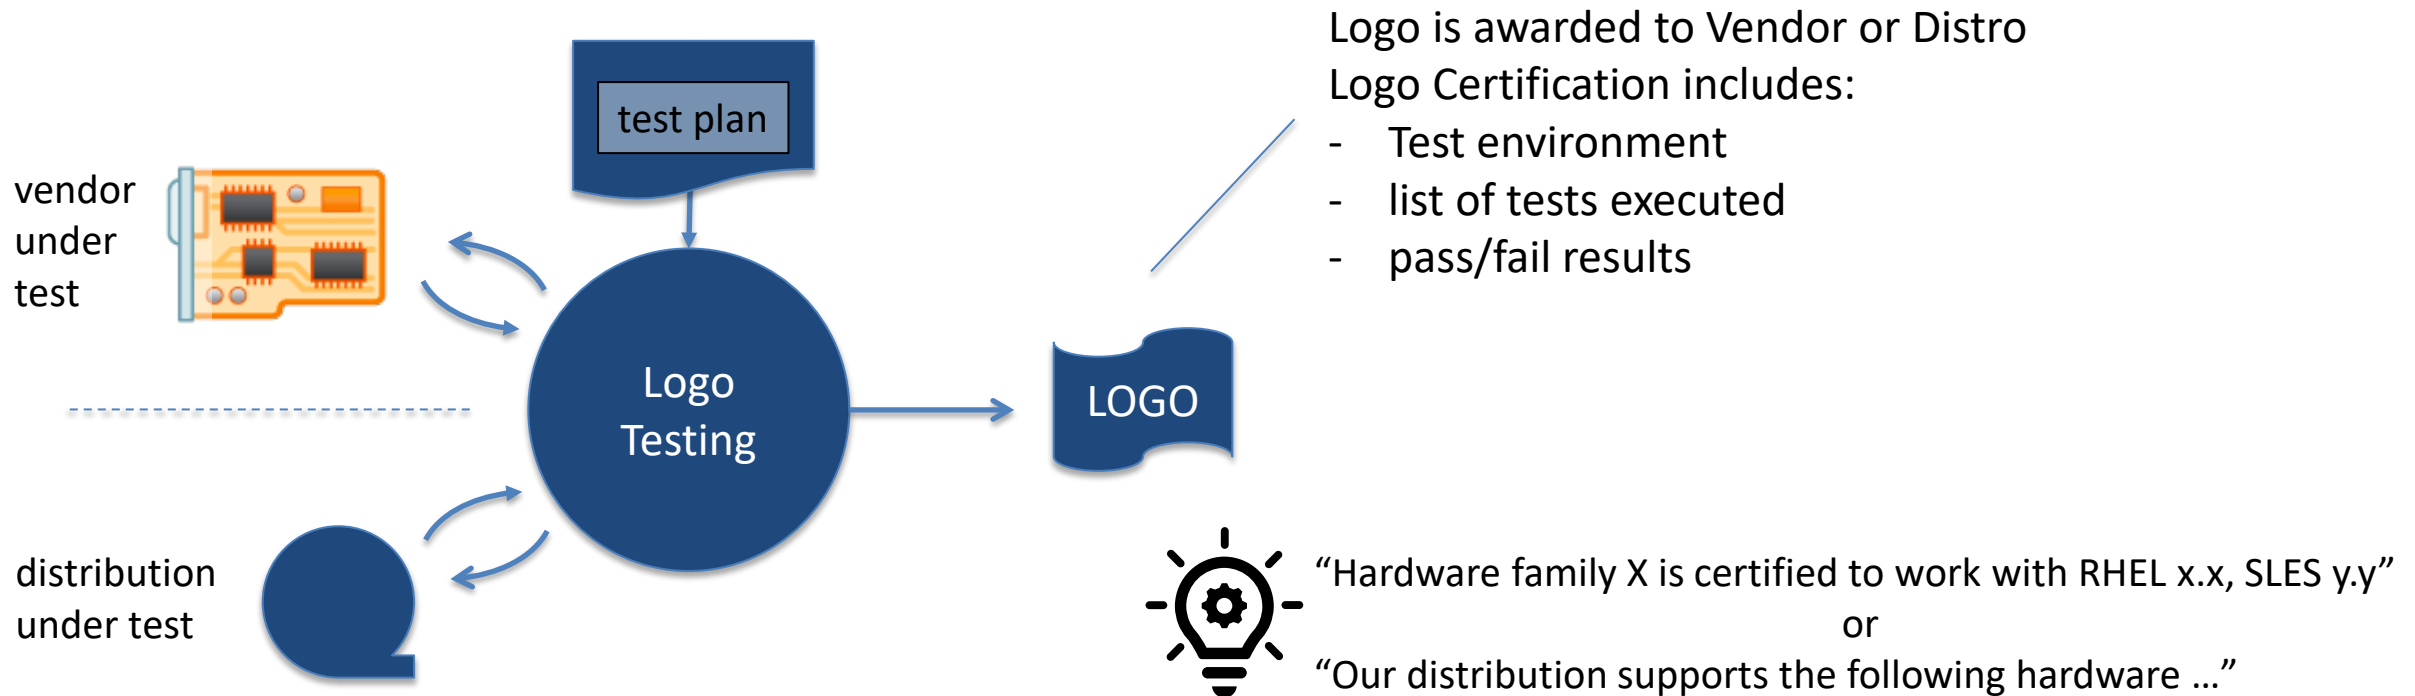 Logo is awarded to Vendor or Distro
Logo Certification includes:
- Test environment
- list of tests executed
- pass/fail results
test plan
vendor
under
test
Logo
Testing
LOGO
distribution
under test
“Hardware family X is certified to work with RHEL x.x, SLES y.y”
or
“Our distribution supports the following hardware …”